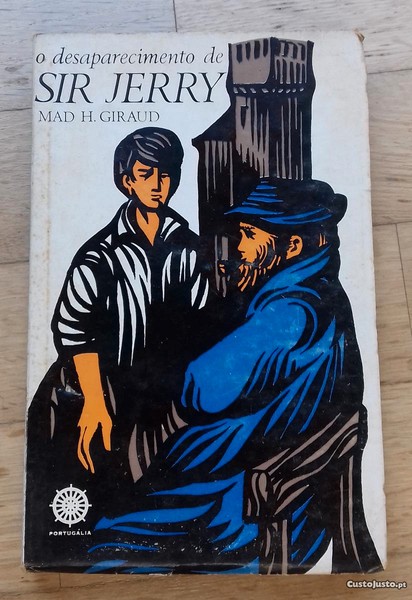 o desaparecimento de
SIR JERRY
MAD H. GIRAUD
PORTUGÁLIA
CustoJusto.pt